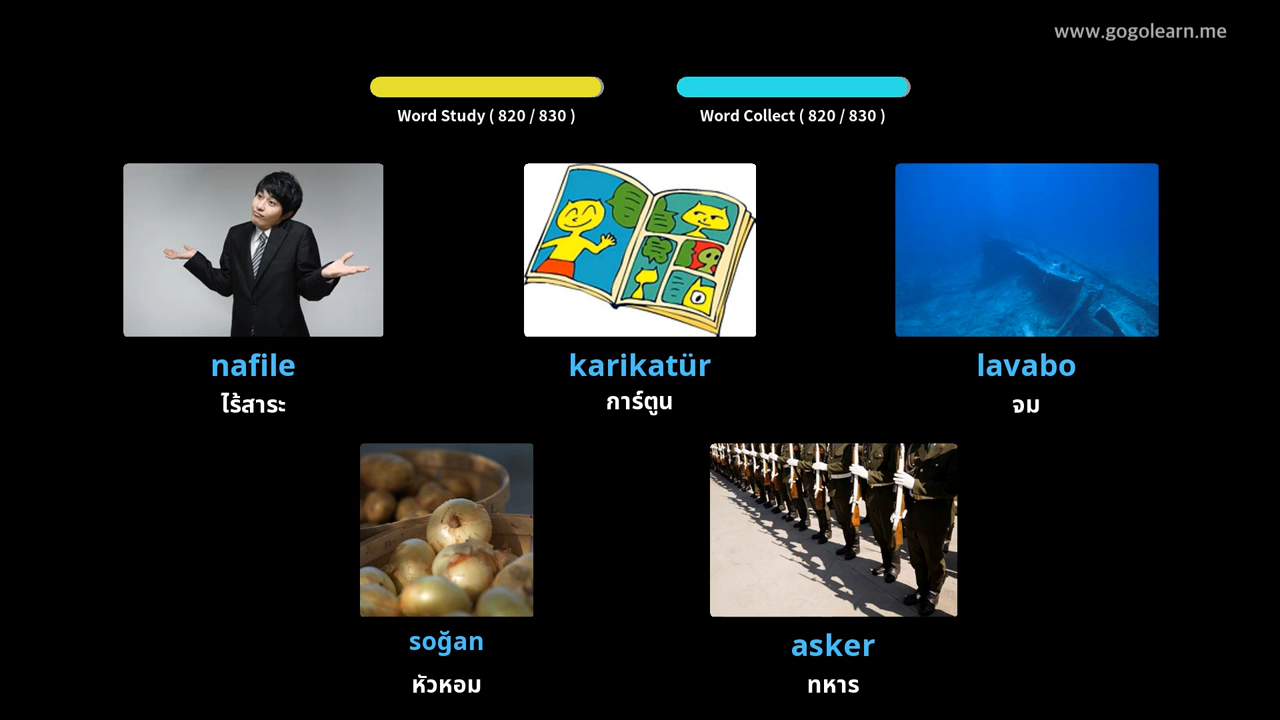 www.gogolearn.me
Word Study ( 820 / 830 )
Word Collect ( 820 / 830 )
nafile
ไร้สาระ
karikatür
การ์ตูน
lavabo
จม
soğan
หัวหอม
asker
ทหาร